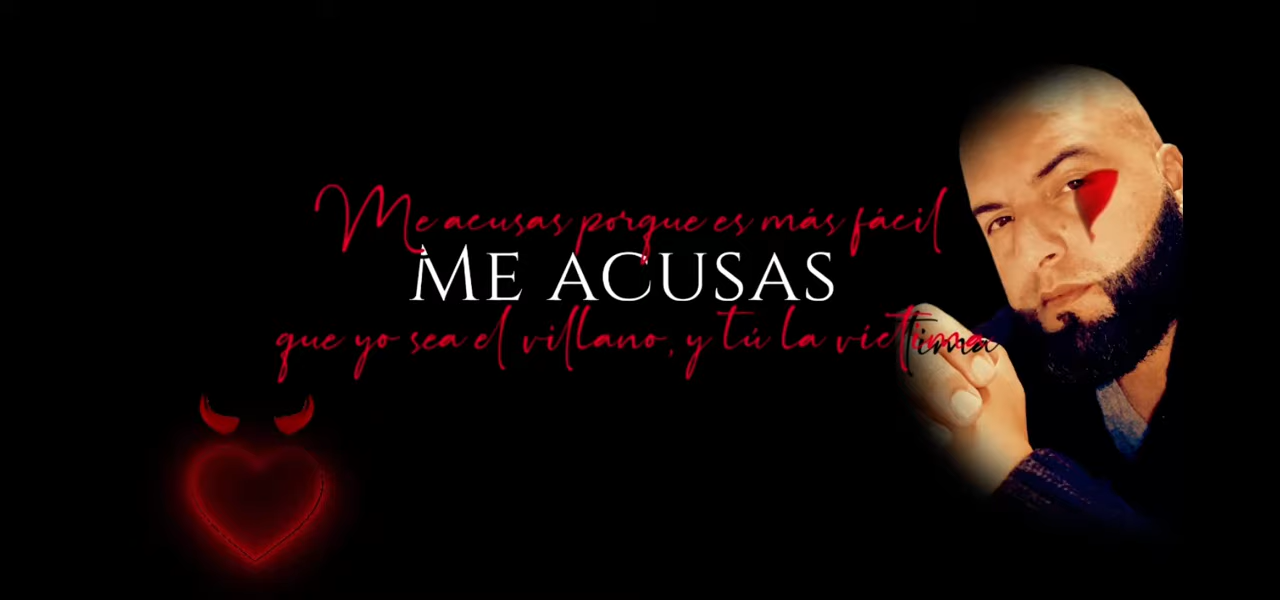 Me acusas porque es más fácil
ME ACUSAS
que yo sea el villano, y tú la víctima